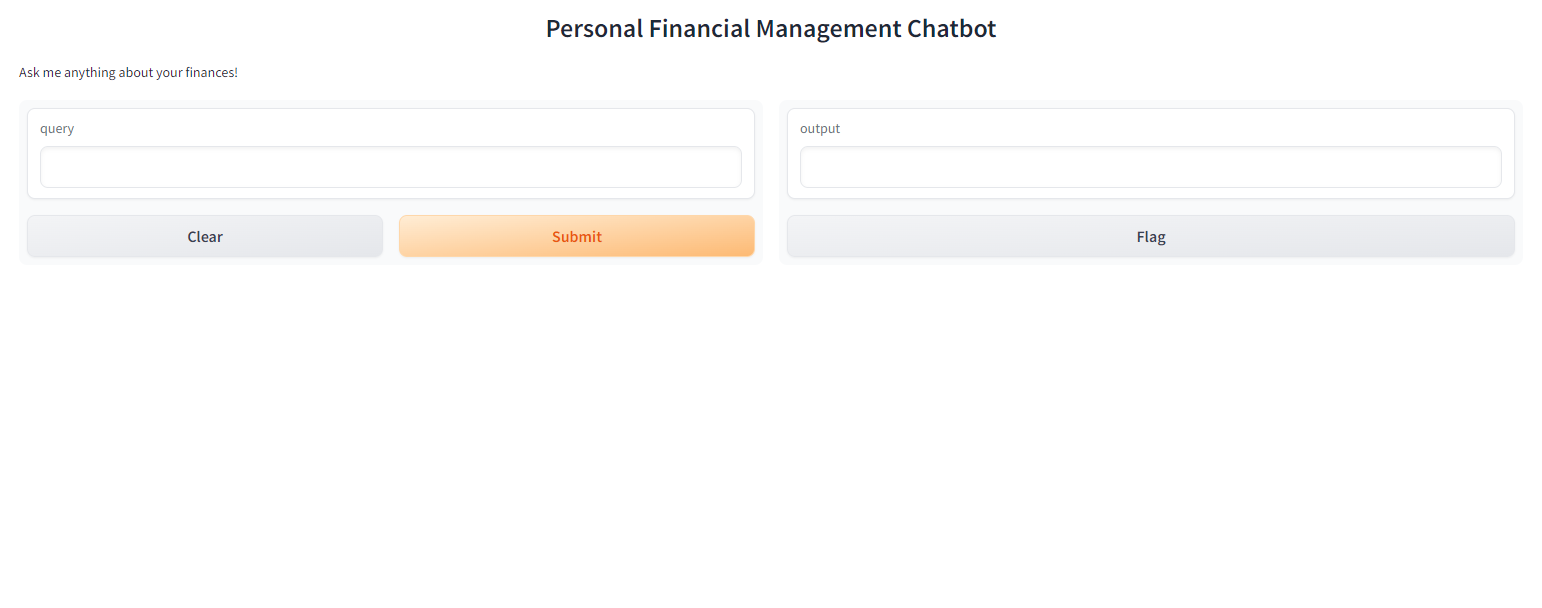 Personal Financial Management Chatbot
Ask me anything about your finances!
query
output
Clear
Submit
Flag